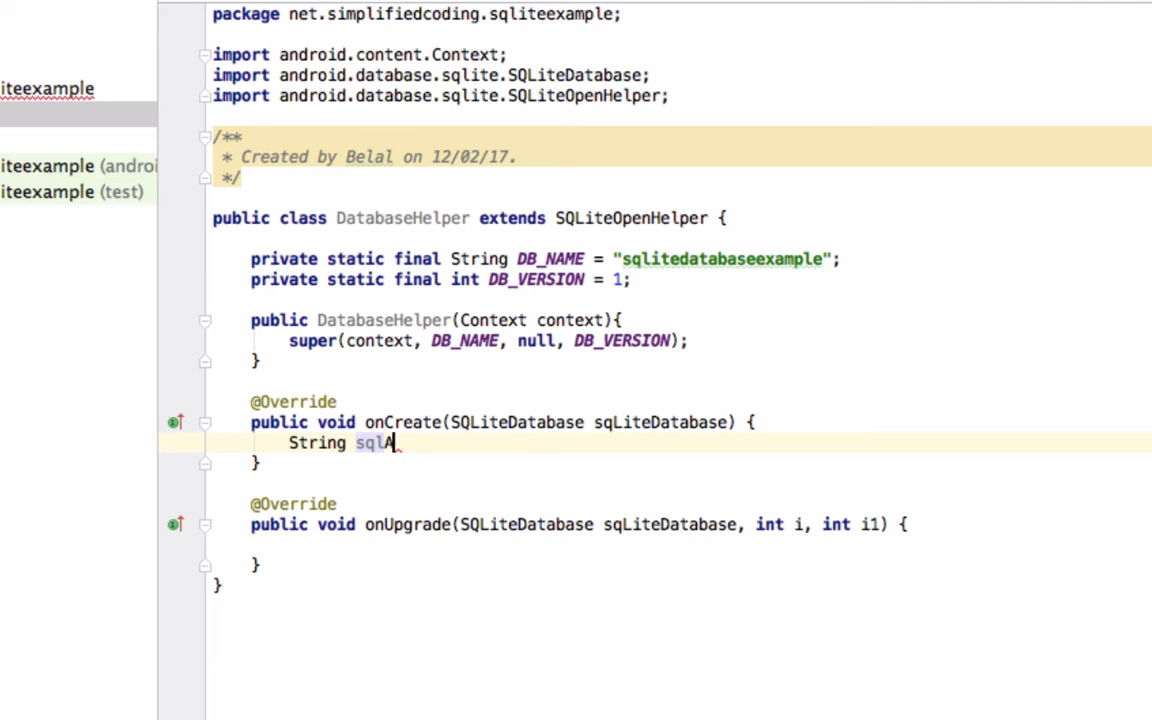 package net.simplifiedcoding.sqliteexample;
import android.content.Context;
import android.database.sqlite.SQLiteDatabase;
import android.database.sqlite.SQLiteOpenHelper;
/**
* Created by Belal on 12/02/17.
*/
public class DatabaseHelper extends SQLiteOpenHelper {
private static final String DB_NAME = "sqlitedatabaseexample";
private static final int DB_VERSION = 1;
public DatabaseHelper(Context context){
super(context, DB_NAME, null, DB_VERSION);
}
@Override
public void onCreate(SQLiteDatabase sqLiteDatabase) {
String sqlA
}
@Override
public void onUpgrade(SQLiteDatabase sqLiteDatabase, int i, int i1) {
}
}
iteexample
iteexample (androi
iteexample (test)